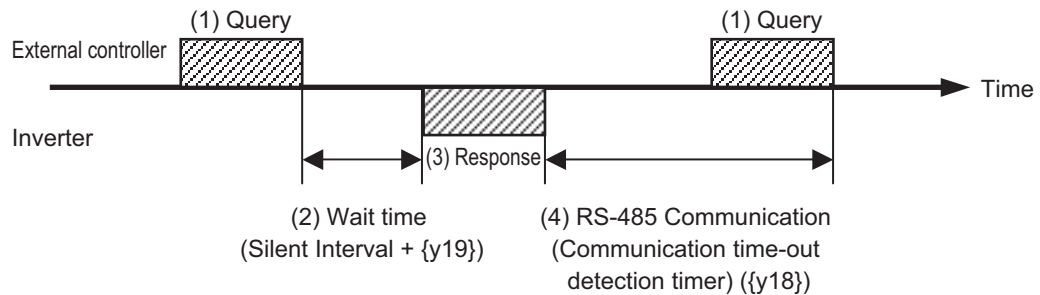 (1) Query
(1) Query
External controller
Time
Inverter
(3) Response
(2) Wait time
(Silent Interval + {y19})
(4) RS-485 Communication
(Communication time-out
detection timer) ({y18})